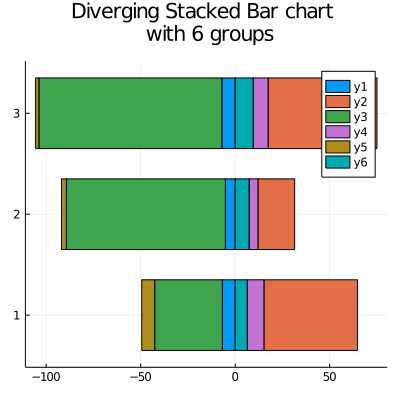 Diverging Stacked Bar chart
with 6 groups
y1
y2
y3
y4
y5
y6
3
2
1
−100
−50
0
50